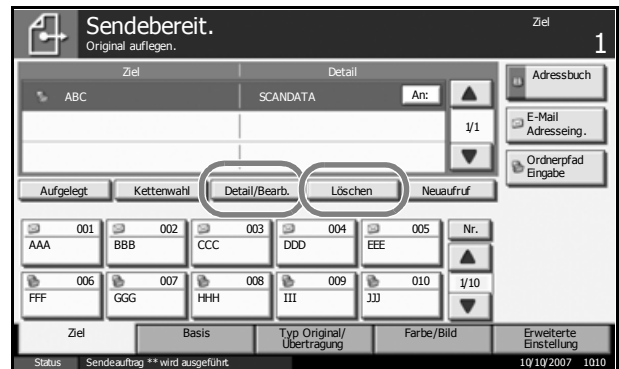 Sendebereit.
Original auflegen.
Ziel
1
Ziel Detail
ABC SCANDATA An:
1/1
Adressbuch
E-Mail
Adresseing.
Ordnerpfad
Eingabe
Aufgelegt Kettenwahl Detail/Bearb. Löschen Neuaufruf
001 002 003 004 005 Nr.
AAA BBB CCC DDD EEE
006 007 008 009 010 1/10
FFF GGG HHH III JJJ
Ziel Basis Typ Original/
Übertragung Farbe/Bild Erweiterte
Einstellung
Status Sendeauftrag ** wird ausgeführt. 10/10/2007 1010